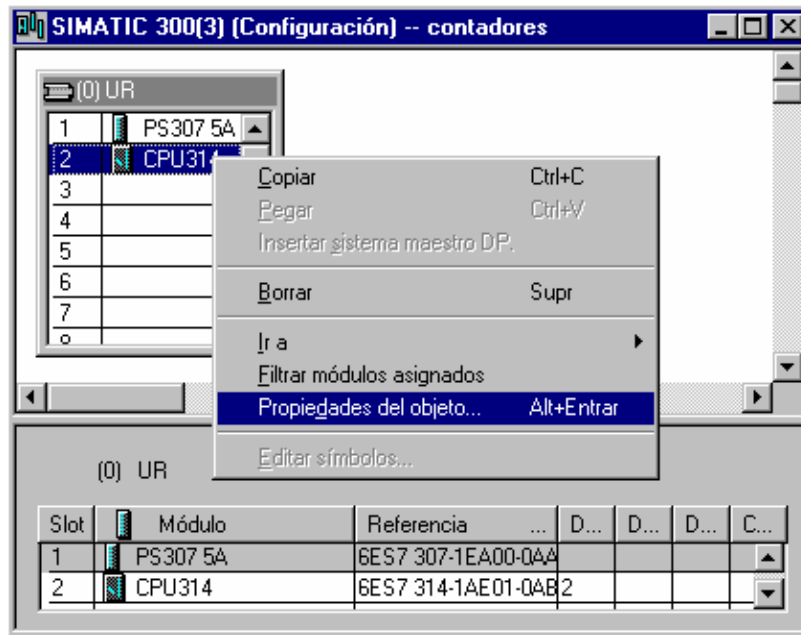 SIMATIC 300(3) (Configuración) -- contadores
(0) UR
1 PS307 5A
2 CPU314
3
4
5
6
7
8
Copiar Ctrl+C
Pegar Ctrl+V
Insertar sistema maestro DP.
Borrar Supr
Ir a
Filtrar módulos asignados
Propiedades del objeto... Alt+Entrar
Editar símbolos...
(0) UR
Slot Módulo Referencia ... D... D... D... C...
1 PS307 5A 6ES7 307-1EA00-0AA
2 CPU314 6ES7 314-1AE01-0AB 2